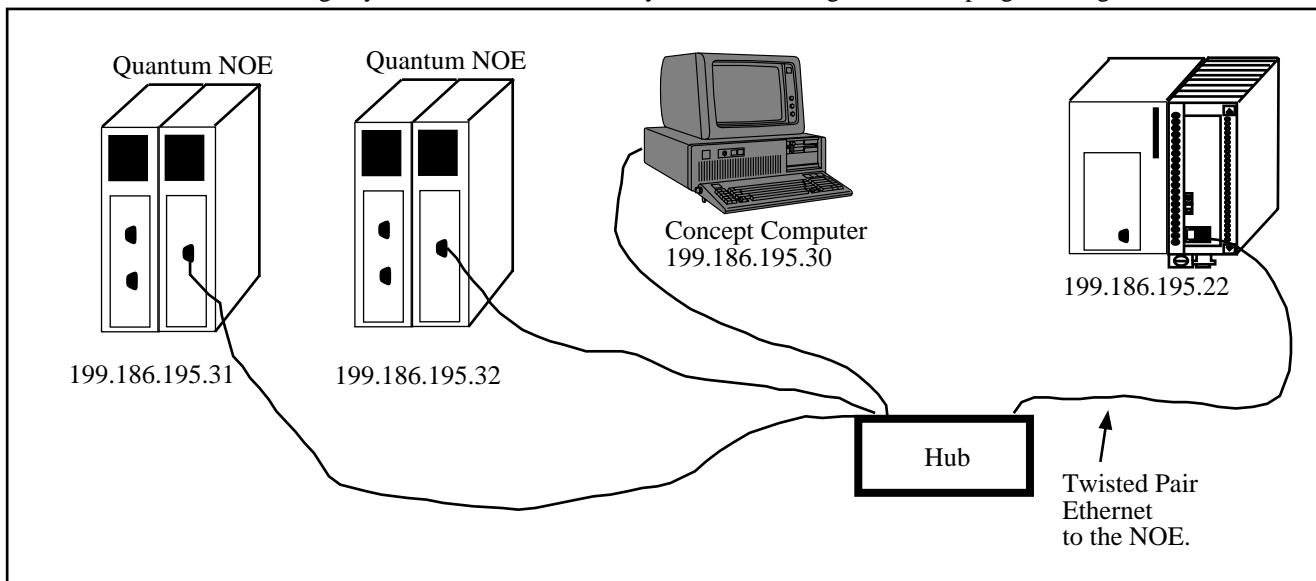 Quantum NOE
Quantum NOE
Concept Computer
199.186.195.30
199.186.195.22
199.186.195.31
199.186.195.32
Hub
Twisted Pair
Ethernet
to the NOE.